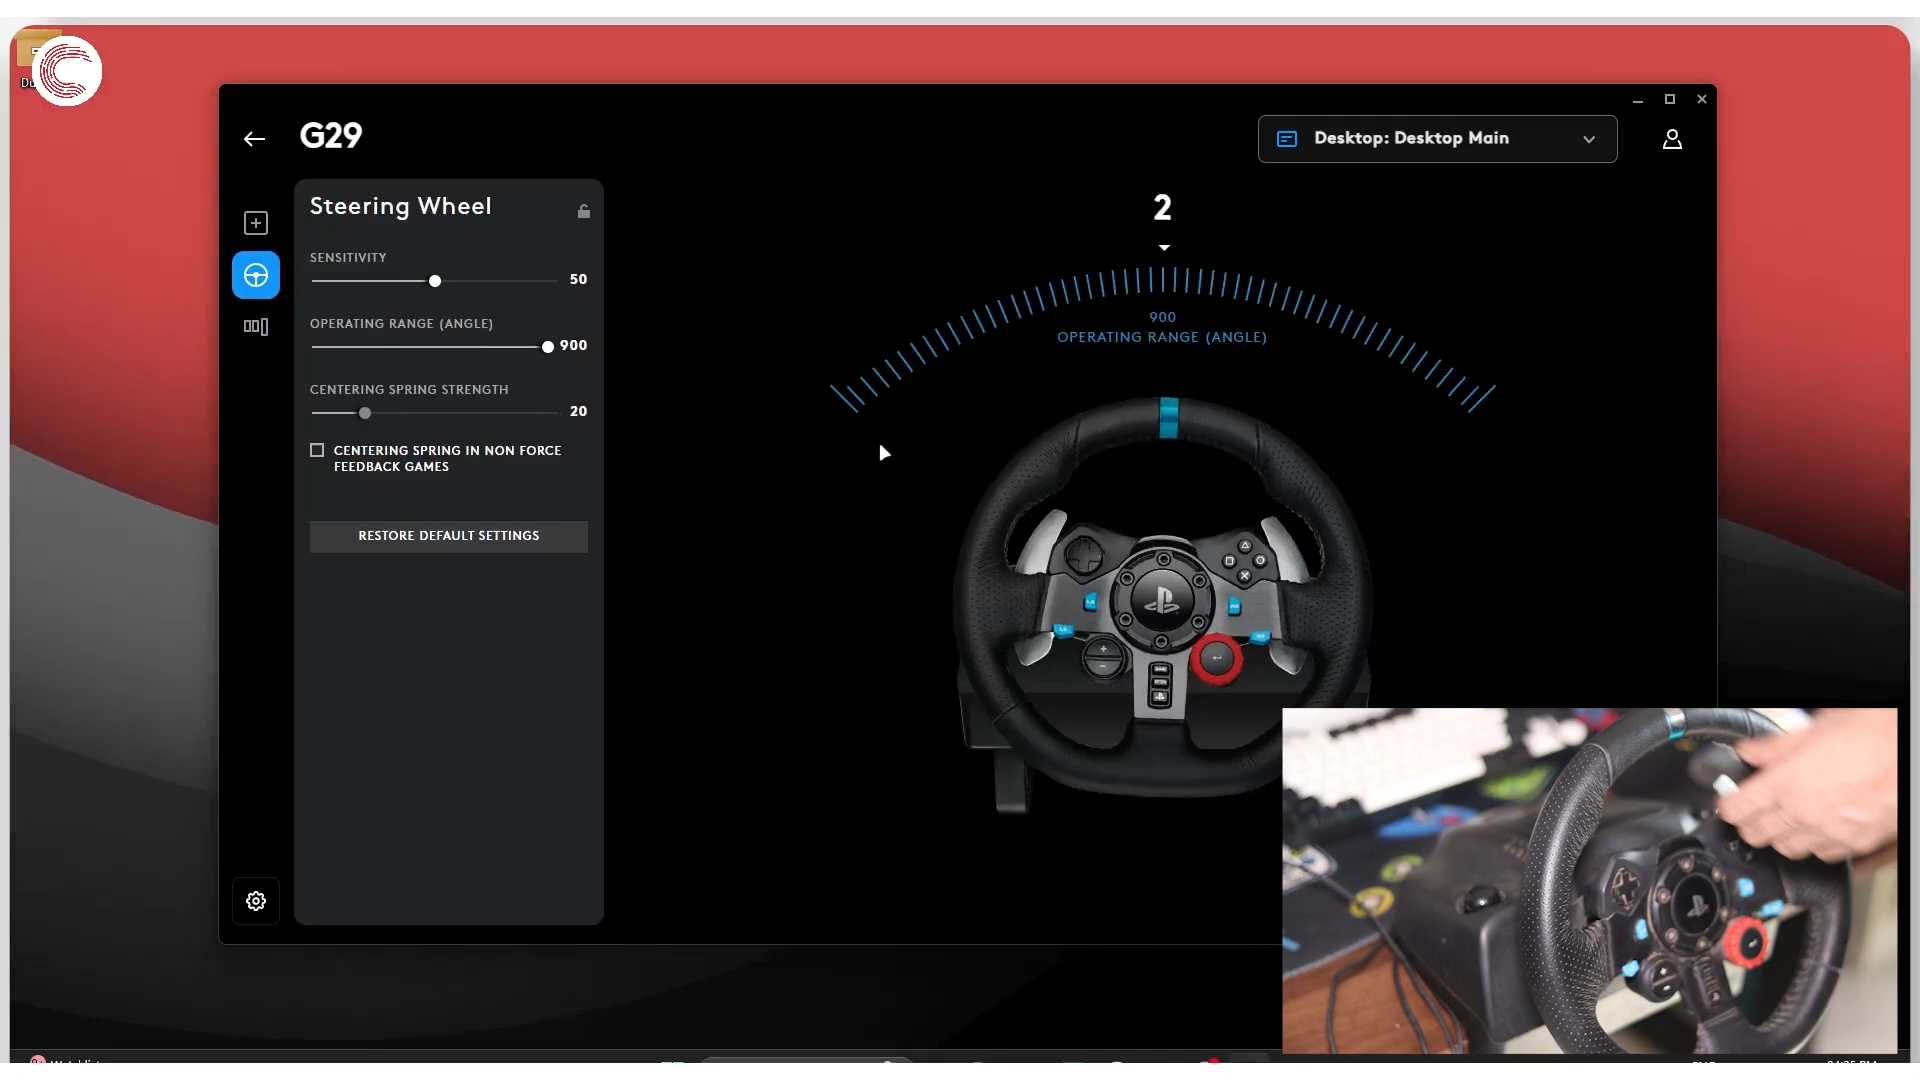 G29
Desktop: Desktop Main
Steering Wheel
2
SENSITIVITY
50
OPERATING RANGE (ANGLE)
900
CENTERING SPRING STRENGTH
20
CENTERING SPRING IN NON FORCE
FEEDBACK GAMES
RESTORE DEFAULT SETTINGS
900
OPERATING RANGE (ANGLE)